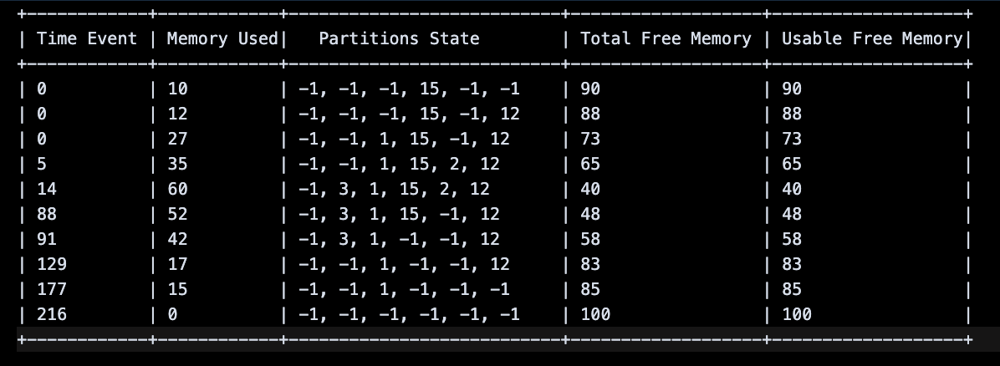 +------------+------------+----------------------------+--------------------+-------------------+
| Time Event | Memory Used|   Partitions State        | Total Free Memory | Usable Free Memory|
+------------+------------+----------------------------+--------------------+-------------------+
| 0          | 10         | -1, -1, -1, 15, -1, -1    | 90                | 90                |
| 0          | 12         | -1, -1, -1, 15, -1, 12    | 88                | 88                |
| 0          | 27         | -1, -1, 1, 15, -1, 12     | 73                | 73                |
| 5          | 35         | -1, -1, 1, 15, 2, 12      | 65                | 65                |
| 14         | 60         | -1, 3, 1, 15, 2, 12       | 40                | 40                |
| 88         | 52         | -1, 3, 1, 15, -1, 12      | 48                | 48                |
| 91         | 42         | -1, 3, 1, -1, -1, 12      | 58                | 58                |
| 129        | 17         | -1, -1, 1, -1, -1, 12     | 83                | 83                |
| 177        | 15         | -1, -1, 1, -1, -1, -1     | 85                | 85                |
| 216        | 0          | -1, -1, -1, -1, -1, -1    | 100               | 100               |
+------------+------------+----------------------------+--------------------+-------------------+